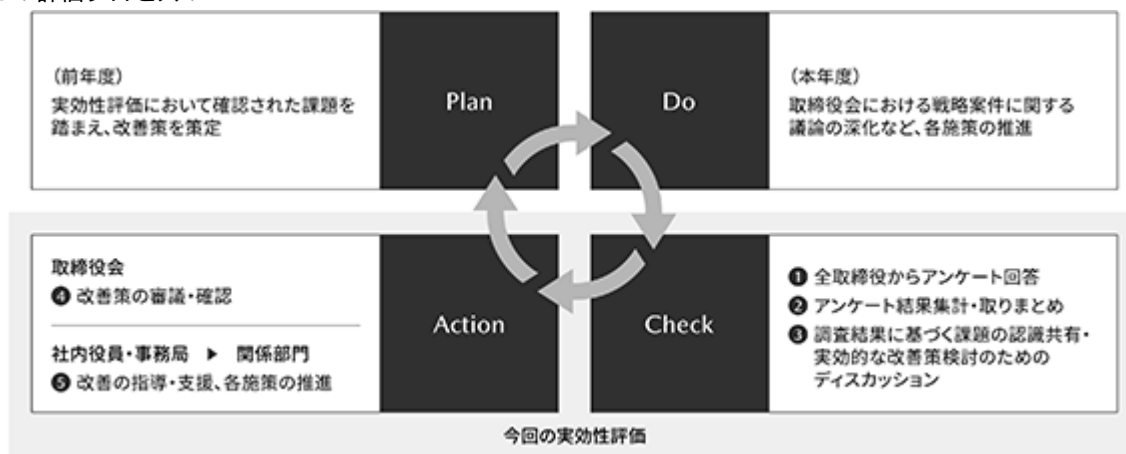 （前年度）
実効性評価において確認された課題を
踏まえ、改善策を策定
Plan
Do
（本年度）
取締役会における戦略案件に関する
議論の深化など、各施策の推進
取締役会
❹ 改善策の審議・確認
社内役員・事務局 ▶ 関係部門
❺ 改善の指導・支援、各施策の推進
Action
Check
❶ 全取締役からアンケート回答
❷ アンケート結果集計・取りまとめ
❸ 調査結果に基づく課題の認識共有・
実効的な改善策検討のための
ディスカッション
今回の実効性評価